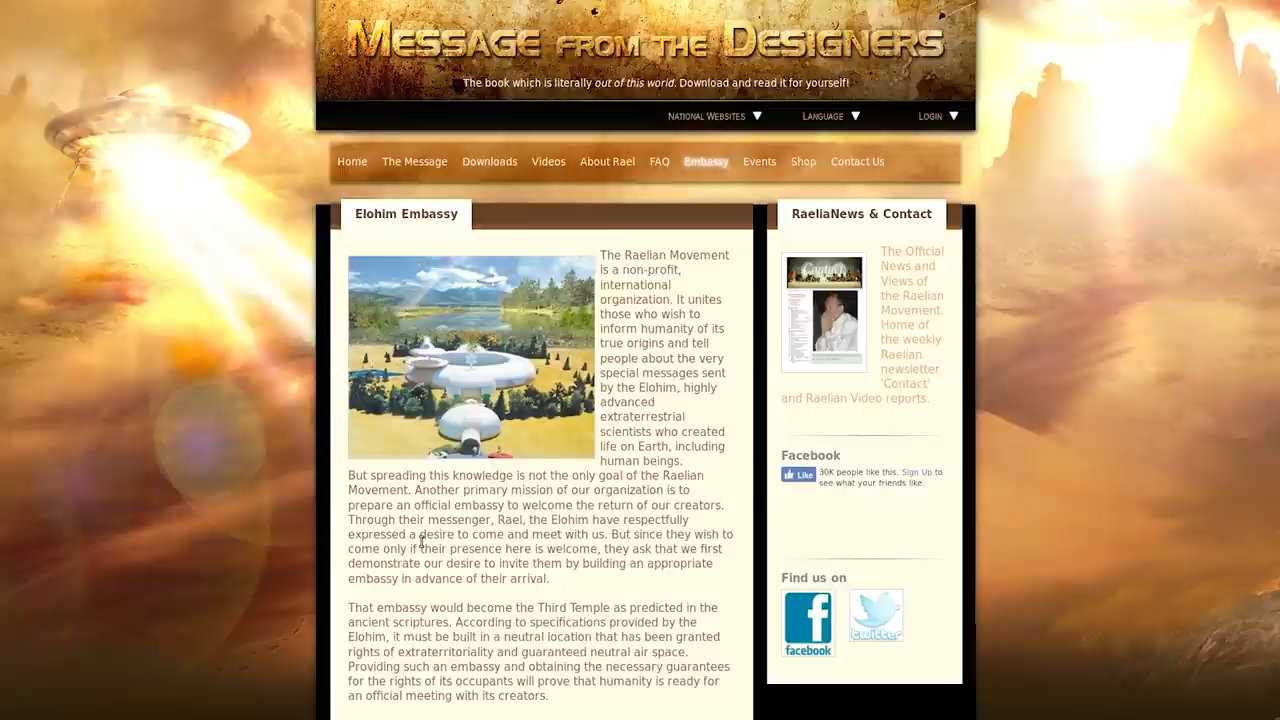 MESSAGE FROM THE DESIGNERS
The book which is literally out of this world. Download and read it for yourself!
NATIONAL WEBSITES
LANGUAGE
LOGIN
Home
The Message
Downloads
Videos
About Rael
FAQ
Embassy
Events
Shop
Contact Us
Elohim Embassy
The Raelian Movement
is a non-profit,
international
organization. It unites
those who wish to
inform humanity of its
true origins and tell
people about the very
special messages sent
by the Elohim, highly
advanced
extraterrestrial
scientists who created
life on Earth, including
human beings.
But spreading this knowledge is not the only goal of the Raelian
Movement. Another primary mission of our organization is to
prepare an official embassy to welcome the return of our creators.
Through their messenger, Rael, the Elohim have respectfully
expressed a desire to come and meet with us. But since they wish to
come only if their presence here is welcome, they ask that we first
demonstrate our desire to invite them by building an appropriate
embassy in advance of their arrival.
That embassy would become the Third Temple as predicted in the
ancient scriptures. According to specifications provided by the
Elohim, it must be built in a neutral location that has been granted
rights of extraterritoriality and guaranteed neutral air space.
Providing such an embassy and obtaining the necessary guarantees
for the rights of its occupants will prove that humanity is ready for
an official meeting with its creators.
RaeliaNews & Contact
Contact
The Official
News and
Views of
the Raelian
Movement.
Home of
the weekly
Raelian
newsletter
'Contact'
and Raelian Video reports.
Facebook
Like
30K people like this. Sign Up to
see what your friends like.
Find us on
facebook
twitter